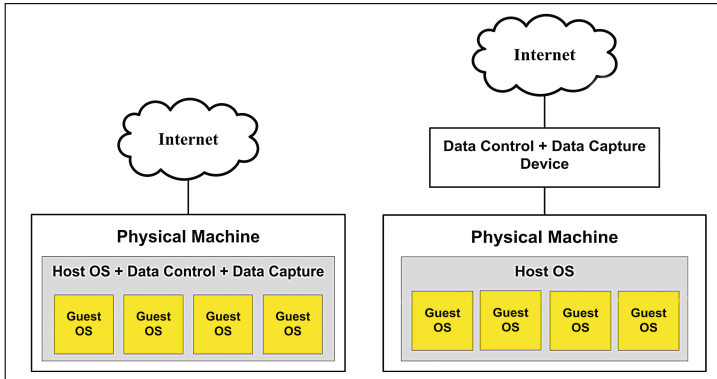 Internet
Physical Machine
Host OS + Data Control + Data Capture
Guest
OS
Guest
OS
Guest
OS
Guest
OS
Internet
Data Control + Data Capture
Device
Physical Machine
Host OS
Guest
OS
Guest
OS
Guest
OS
Guest
OS